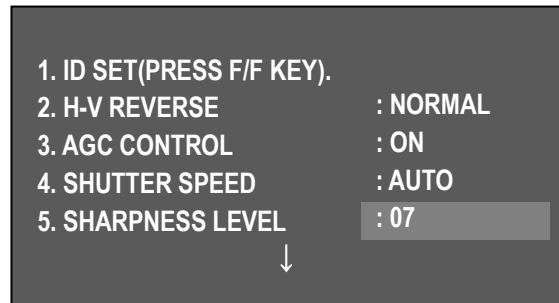 1. ID SET(PRESS F/F KEY).
2. H-V REVERSE : NORMAL
3. AGC CONTROL : ON
4. SHUTTER SPEED : AUTO
5. SHARPNESS LEVEL : 07
↓